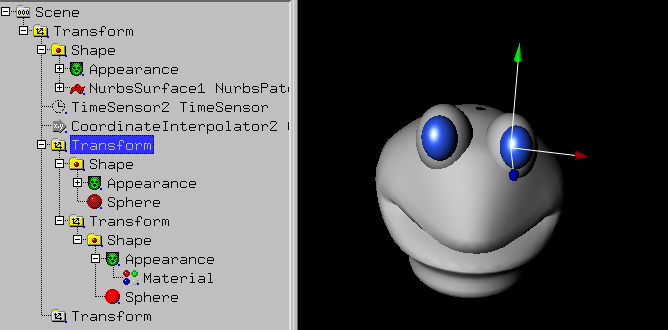 Scene
Transform
Shape
Appearance
NurbsSurface1 NurbsPatc
TimeSensor2 TimeSensor
CoordinateInterpolator2
Transform
Shape
Appearance
Sphere
Transform
Shape
Appearance
Material
Sphere
Transform